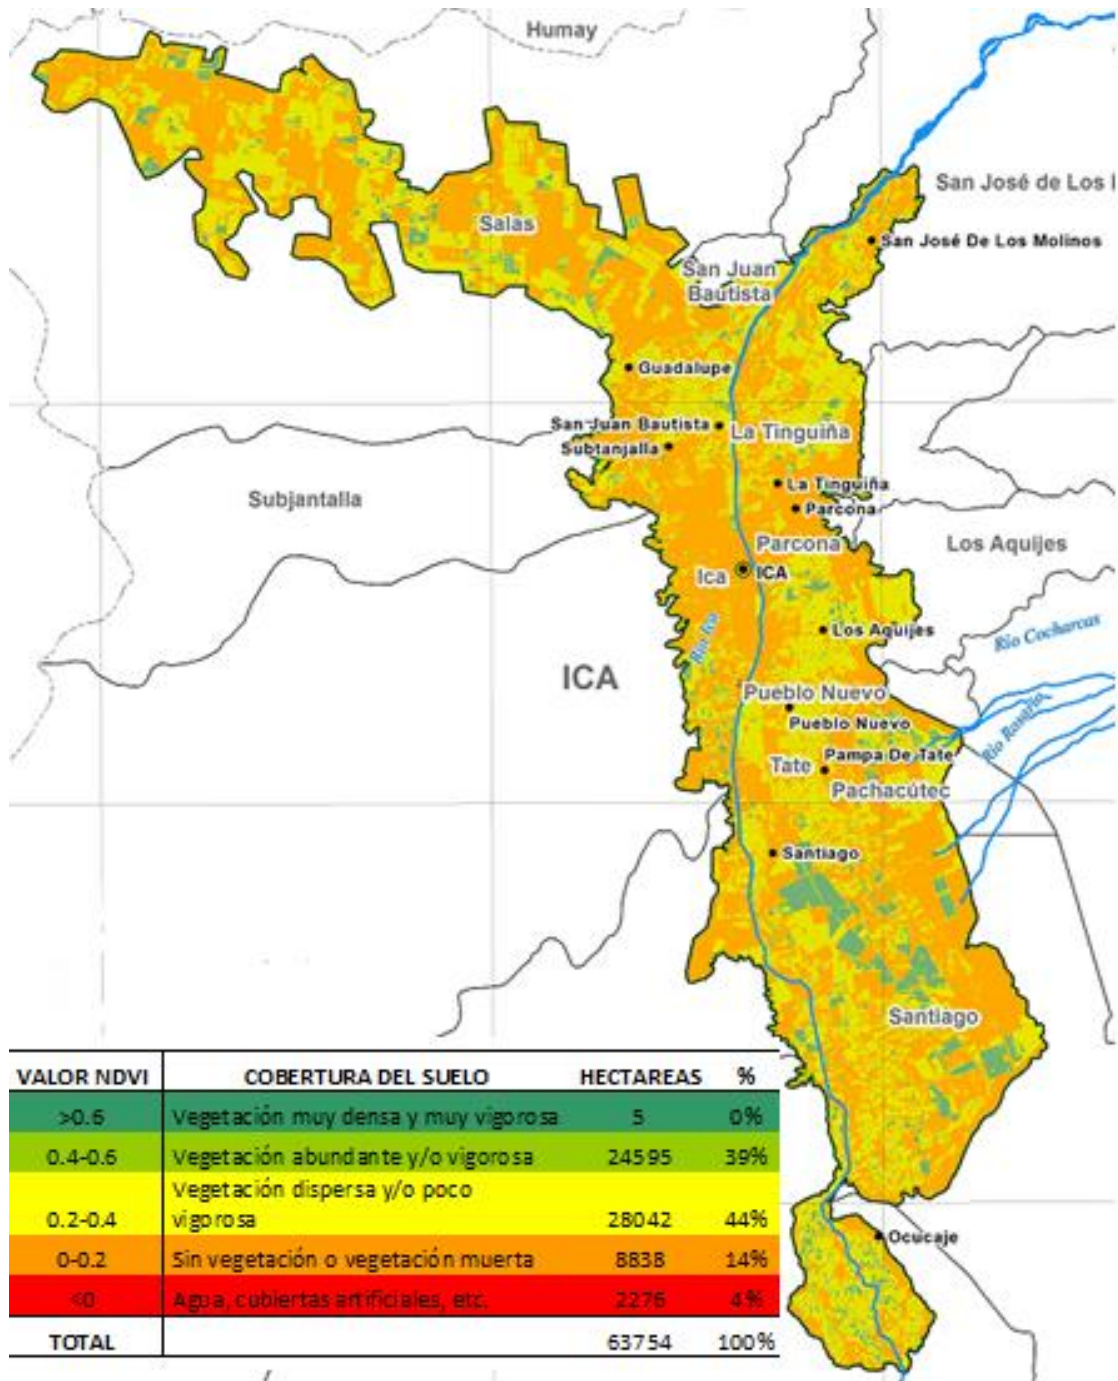 Humay
San José de Los
San José De Los Molinos
Salas
San Juan
Bautista
Guadalupe
San Juan Bautista
La Tinguiña
Subtanjalla
La Tinguiña
Subjantalla
Parcona
Parcona
Los Aquijes
Ica
ICA
Los Aquijes
Río Cocharcas
Río Ica
ICA
Pueblo Nuevo
Pueblo Nuevo
Río Rosario
Pampa De Tate
Tate
Pachacútec
Santiago
Santiago
Ocucaje
VALOR NDVI COBERTURA DEL SUELO HECTAREAS %
>0.6 Vegetación muy densa y muy vigorosa 5 0%
0.4-0.6 Vegetación abundante y/o vigorosa 24595 39%
Vegetación dispersa y/o poco
0.2-0.4 vigorosa 28042 44%
0-0.2 Sin vegetación o vegetación muerta 8838 14%
<0 Agua, cubiertas artificiales, etc. 2276 4%
TOTAL 63754 100%